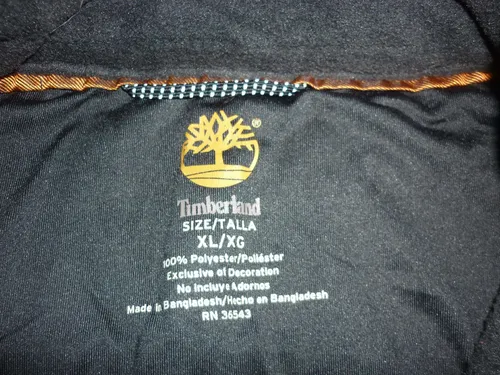 ®
Timberland
SIZE/TALLA
XL/XG
100% Polyester/Poliéster
Exclusive of Decoration
No Incluye Adornos
Made in Bangladesh/Hecho en Bangladesh
RN 36543